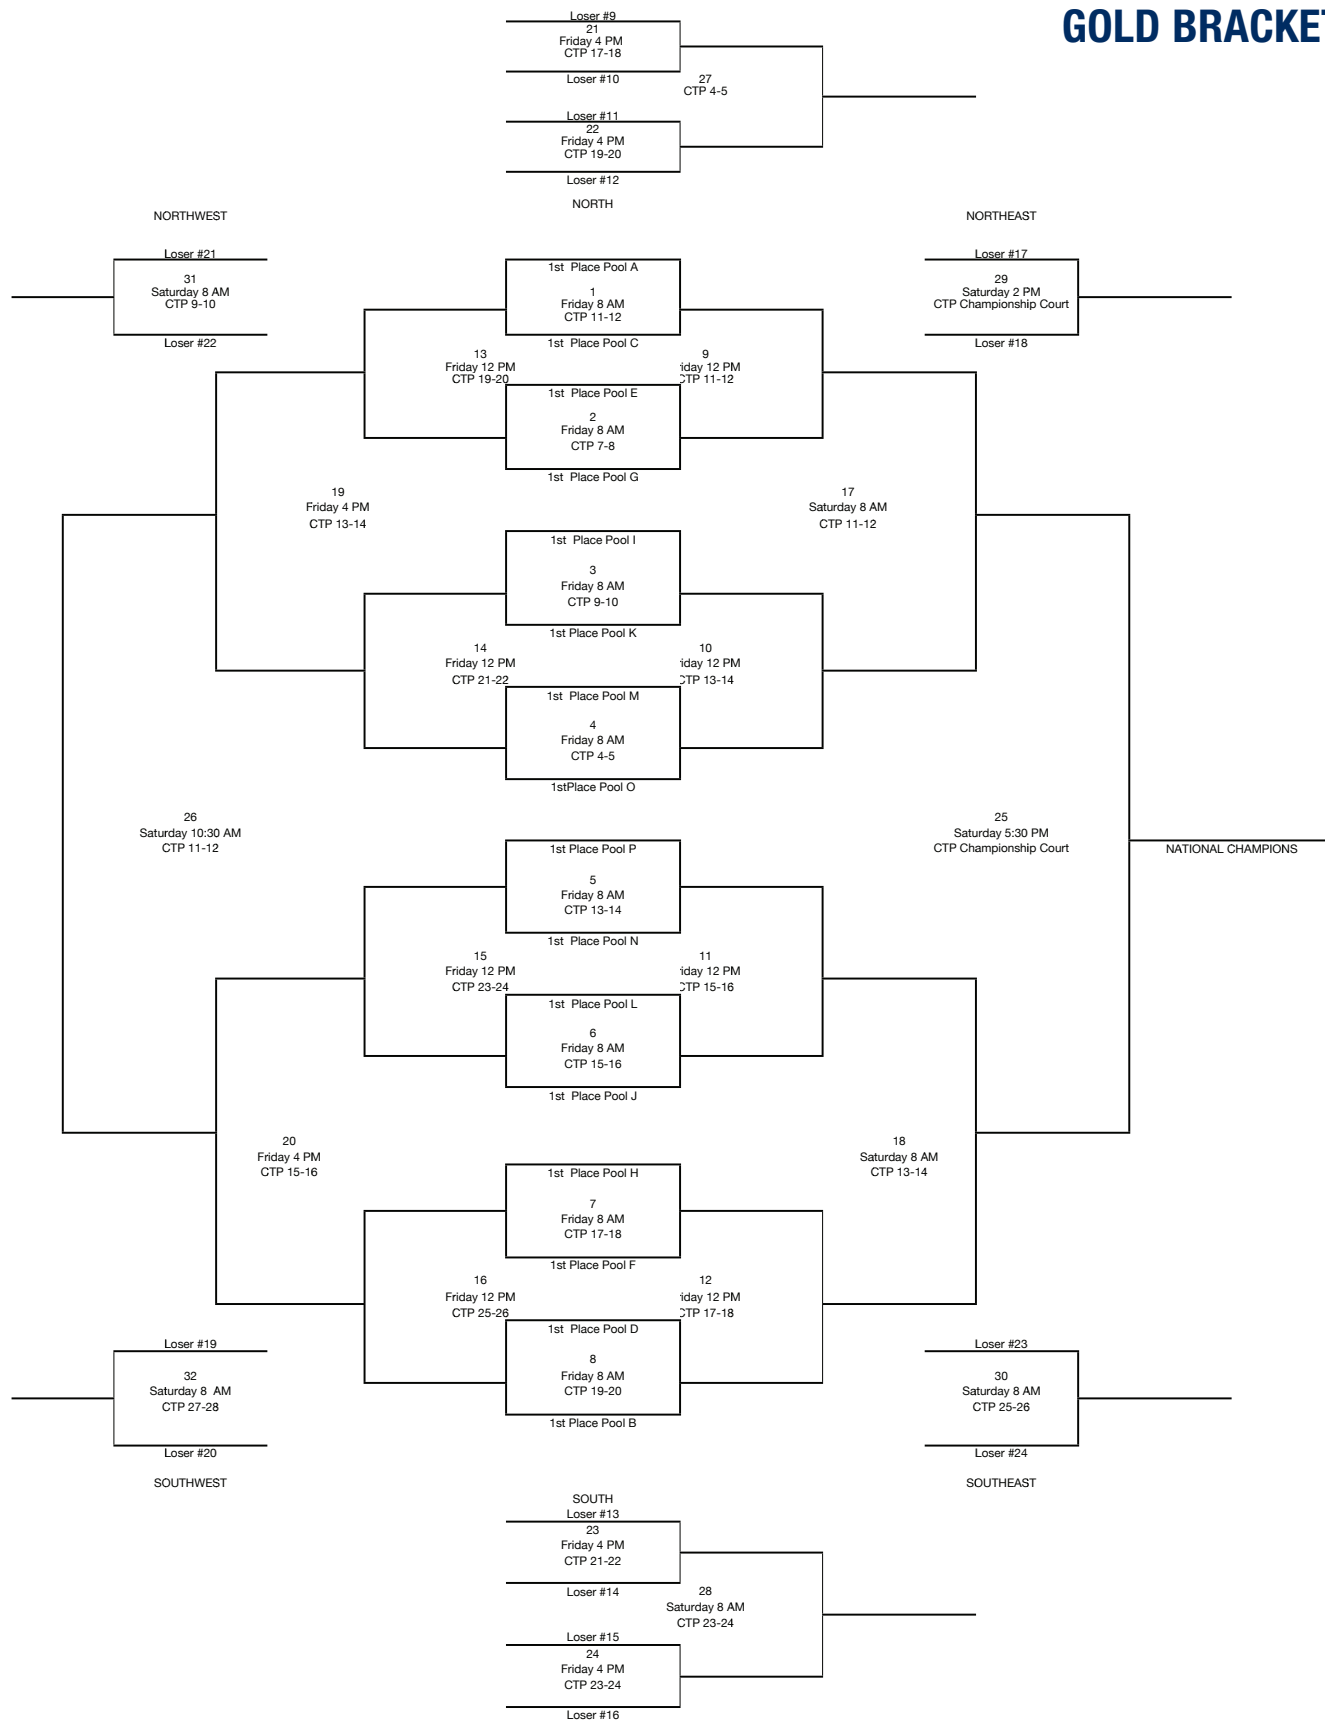 GOLD BRACKET
Loser #9
21
Friday 4 PM
CTP 17-18
Loser #10
27
CTP 4-5
Loser #11
22
Friday 4 PM
CTP 19-20
Loser #12
NORTH
NORTHWEST
NORTHEAST
Loser #21
31
Saturday 8 AM
CTP 9-10
Loser #22
1st Place Pool A
1
Friday 8 AM
CTP 11-12
1st Place Pool C
Loser #17
29
Saturday 2 PM
CTP Championship Court
Loser #18
13
Friday 12 PM
CTP 19-20
9
riday 12 PM
CTP 11-12
1st Place Pool E
2
Friday 8 AM
CTP 7-8
1st Place Pool G
19
Friday 4 PM
CTP 13-14
17
Saturday 8 AM
CTP 11-12
1st Place Pool I
3
Friday 8 AM
CTP 9-10
1st Place Pool K
14
Friday 12 PM
CTP 21-22
10
riday 12 PM
CTP 13-14
1st Place Pool M
4
Friday 8 AM
CTP 4-5
1stPlace Pool O
26
Saturday 10:30 AM
CTP 11-12
25
Saturday 5:30 PM
CTP Championship Court
NATIONAL CHAMPIONS
1st Place Pool P
5
Friday 8 AM
CTP 13-14
1st Place Pool N
15
Friday 12 PM
CTP 23-24
11
riday 12 PM
CTP 15-16
1st Place Pool L
6
Friday 8 AM
CTP 15-16
1st Place Pool J
20
Friday 4 PM
CTP 15-16
18
Saturday 8 AM
CTP 13-14
1st Place Pool H
7
Friday 8 AM
CTP 17-18
1st Place Pool F
16
Friday 12 PM
CTP 25-26
12
riday 12 PM
CTP 17-18
1st Place Pool D
8
Friday 8 AM
CTP 19-20
1st Place Pool B
Loser #19
32
Saturday 8 AM
CTP 27-28
Loser #20
Loser #23
30
Saturday 8 AM
CTP 25-26
Loser #24
SOUTHWEST
SOUTHEAST
SOUTH
Loser #13
23
Friday 4 PM
CTP 21-22
Loser #14
28
Saturday 8 AM
CTP 23-24
Loser #15
24
Friday 4 PM
CTP 23-24
Loser #16